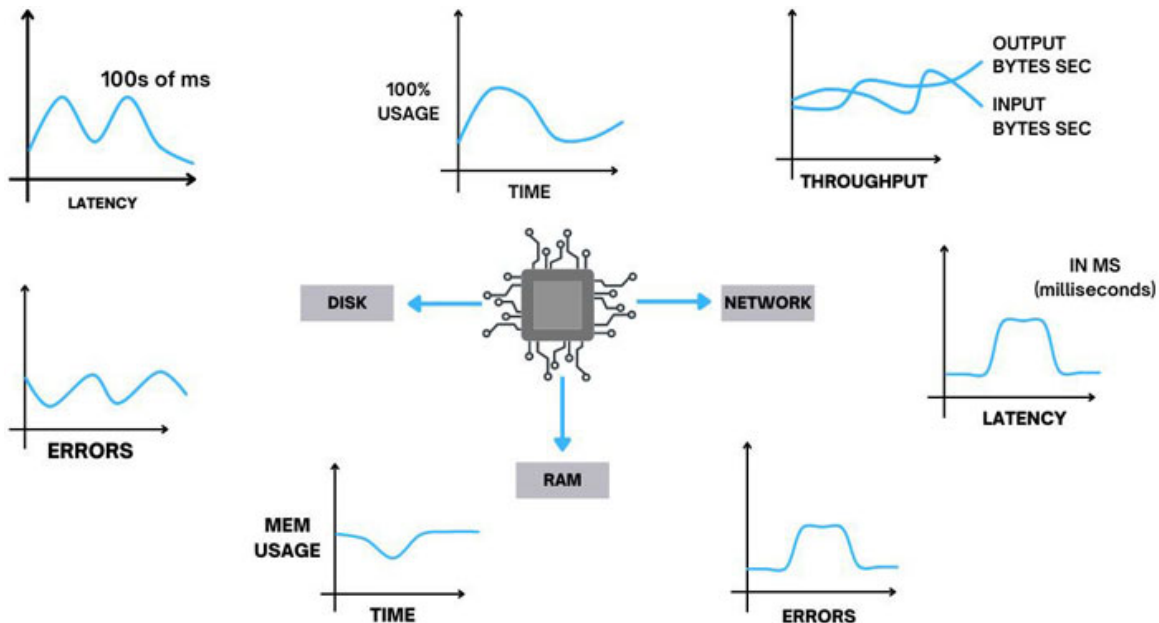 100s of ms
LATENCY
100%
USAGE
TIME
OUTPUT
BYTES SEC
INPUT
BYTES SEC
THROUGHPUT
DISK
NETWORK
IN MS
(milliseconds)
LATENCY
ERRORS
RAM
MEM
USAGE
TIME
ERRORS